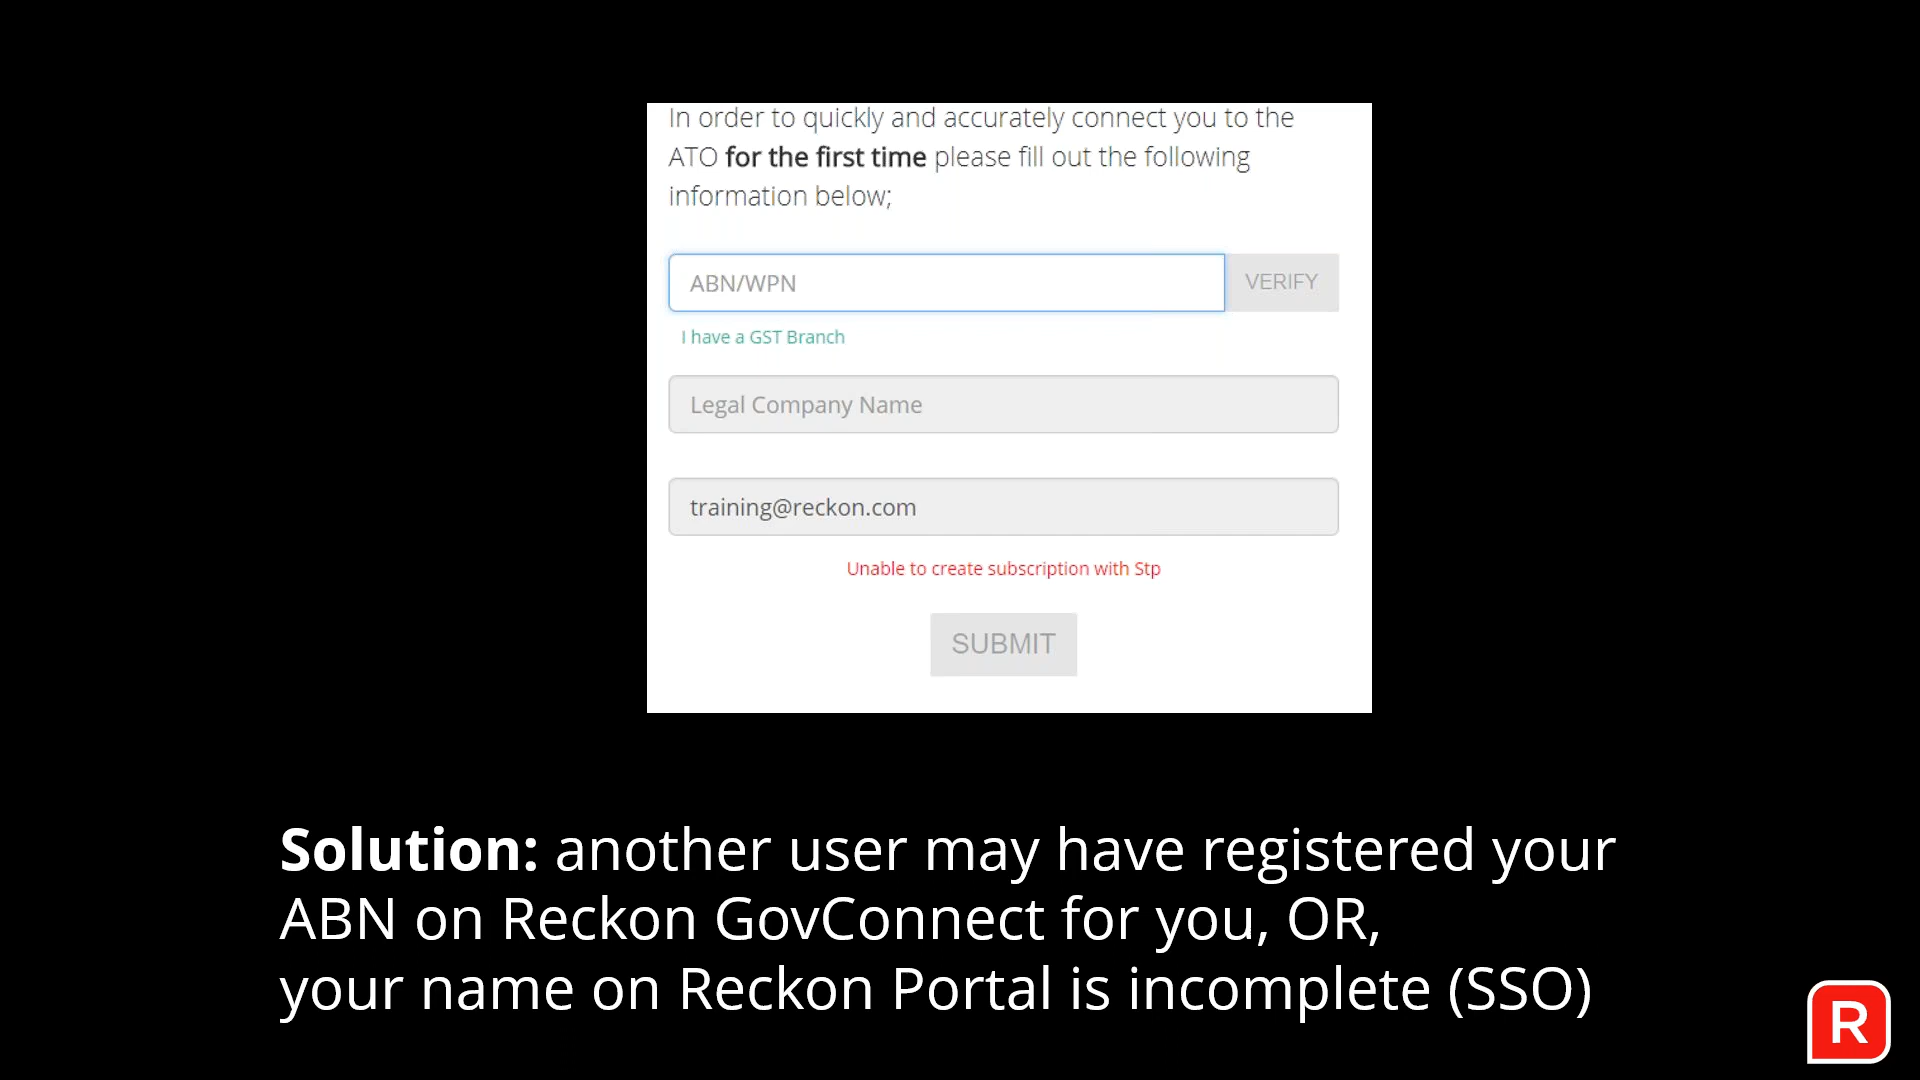 In order to quickly and accurately connect you to the
ATO for the first time please fill out the following
information below;
ABN/WPN
VERIFY
I have a GST Branch
Legal Company Name
training@reckon.com
Unable to create subscription with Stp
SUBMIT
Solution: another user may have registered your
ABN on Reckon GovConnect for you, OR,
your name on Reckon Portal is incomplete (SSO)
R